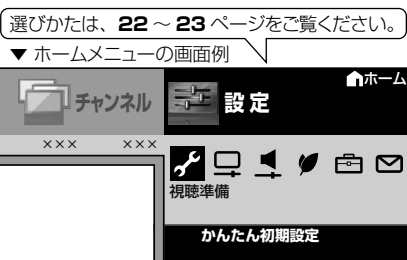 選びかたは、22 ～ 23 ページをご覧ください。
▼ ホームメニューの画面例
ホーム
チャンネル
設定
××× ×××
視聴準備
かんたん初期設定